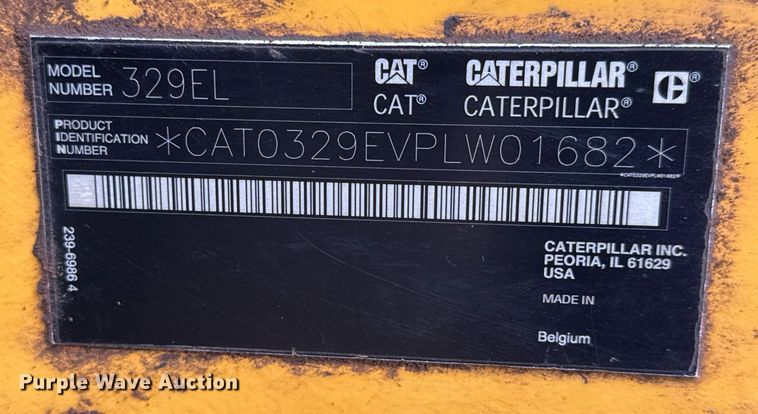 MODEL NUMBER 329EL
CAT® CATERPILLAR® C®
CAT® CATERPILLAR®
PRODUCT IDENTIFICATION NUMBER *CAT0329EVPLW01682*
*CAT0329EVPLW01682*
239-6986 4
CATERPILLAR INC.
PEORIA, IL 61629
USA
MADE IN
Belgium
Purple Wave Auction